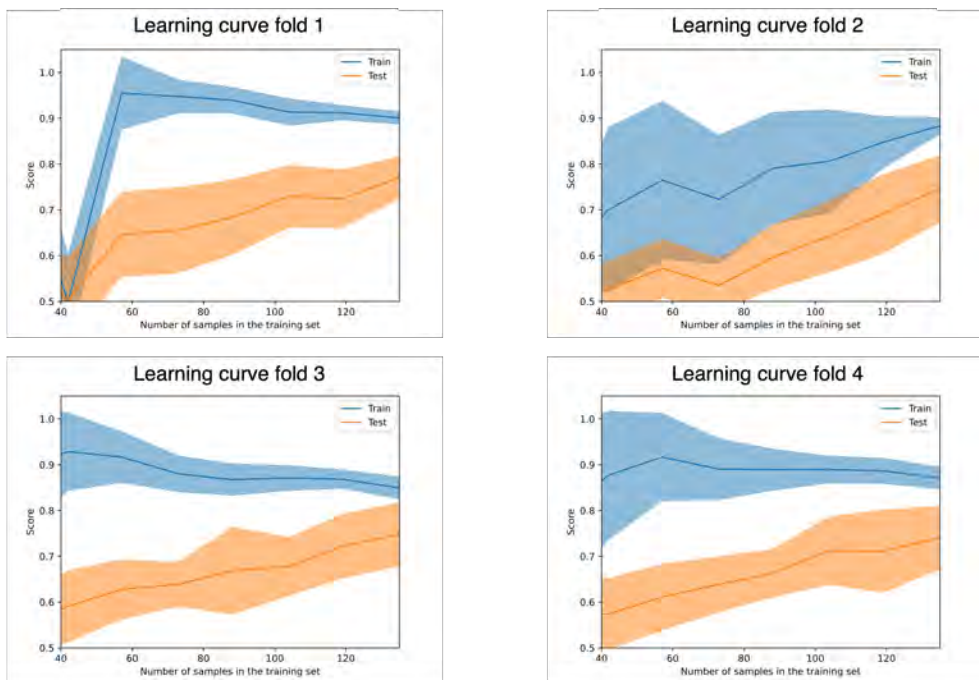 Learning curve fold 1
1.0
0.9
0.8
0.7
0.6
0.5
Score
Train
Test
40
60
80
100
120
Number of samples in the training set
Learning curve fold 2
1.0
0.9
0.8
0.7
0.6
0.5
Score
Train
Test
40
60
80
100
120
Number of samples in the training set
Learning curve fold 3
1.0
0.9
0.8
0.7
0.6
0.5
Score
Train
Test
40
60
80
100
120
Number of samples in the training set
Learning curve fold 4
1.0
0.9
0.8
0.7
0.6
0.5
Score
Train
Test
40
60
80
100
120
Number of samples in the training set